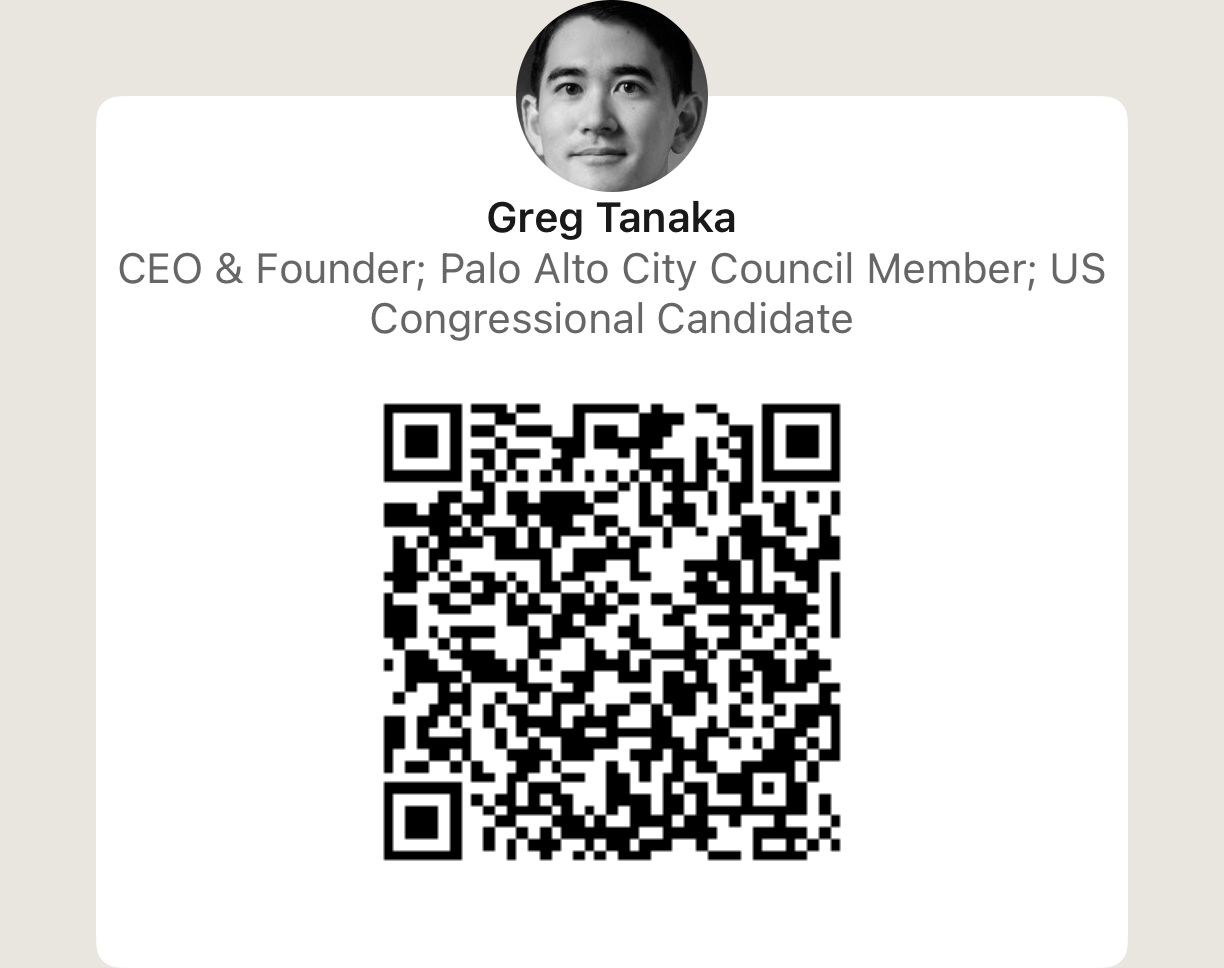 Greg Tanaka
CEO & Founder; Palo Alto City Council Member; US
Congressional Candidate